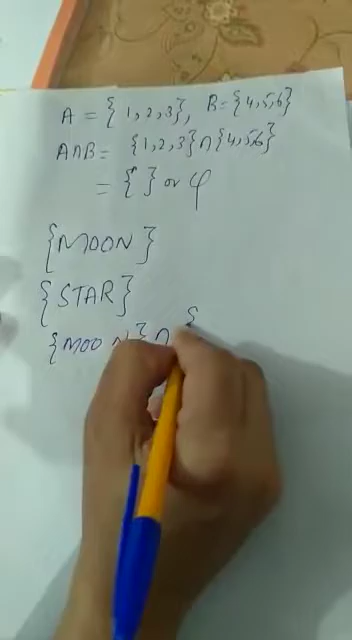 A = {1,2,3}, B={4,5,6}
A∩B= {1,2,3}∩{4,5,6}
= { } or φ
{MOON}
{STAR}
{MOON}∩{